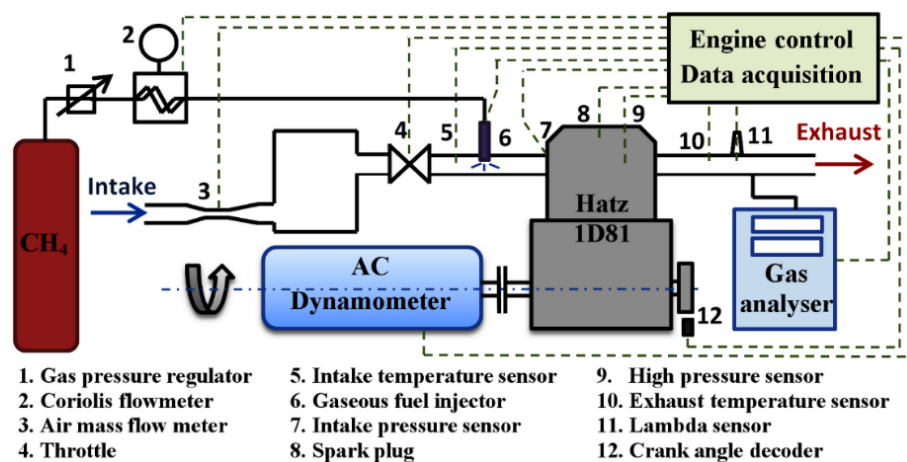 2
Engine control
Data acquisition
1
4
5
6
7
8
9
10
11
Exhaust
Intake
3
CH₄
Hatz
1D81
AC
Dynamometer
Gas
analyser
12
1. Gas pressure regulator
2. Coriolis flowmeter
3. Air mass flow meter
4. Throttle
5. Intake temperature sensor
6. Gaseous fuel injector
7. Intake pressure sensor
8. Spark plug
9. High pressure sensor
10. Exhaust temperature sensor
11. Lambda sensor
12. Crank angle decoder